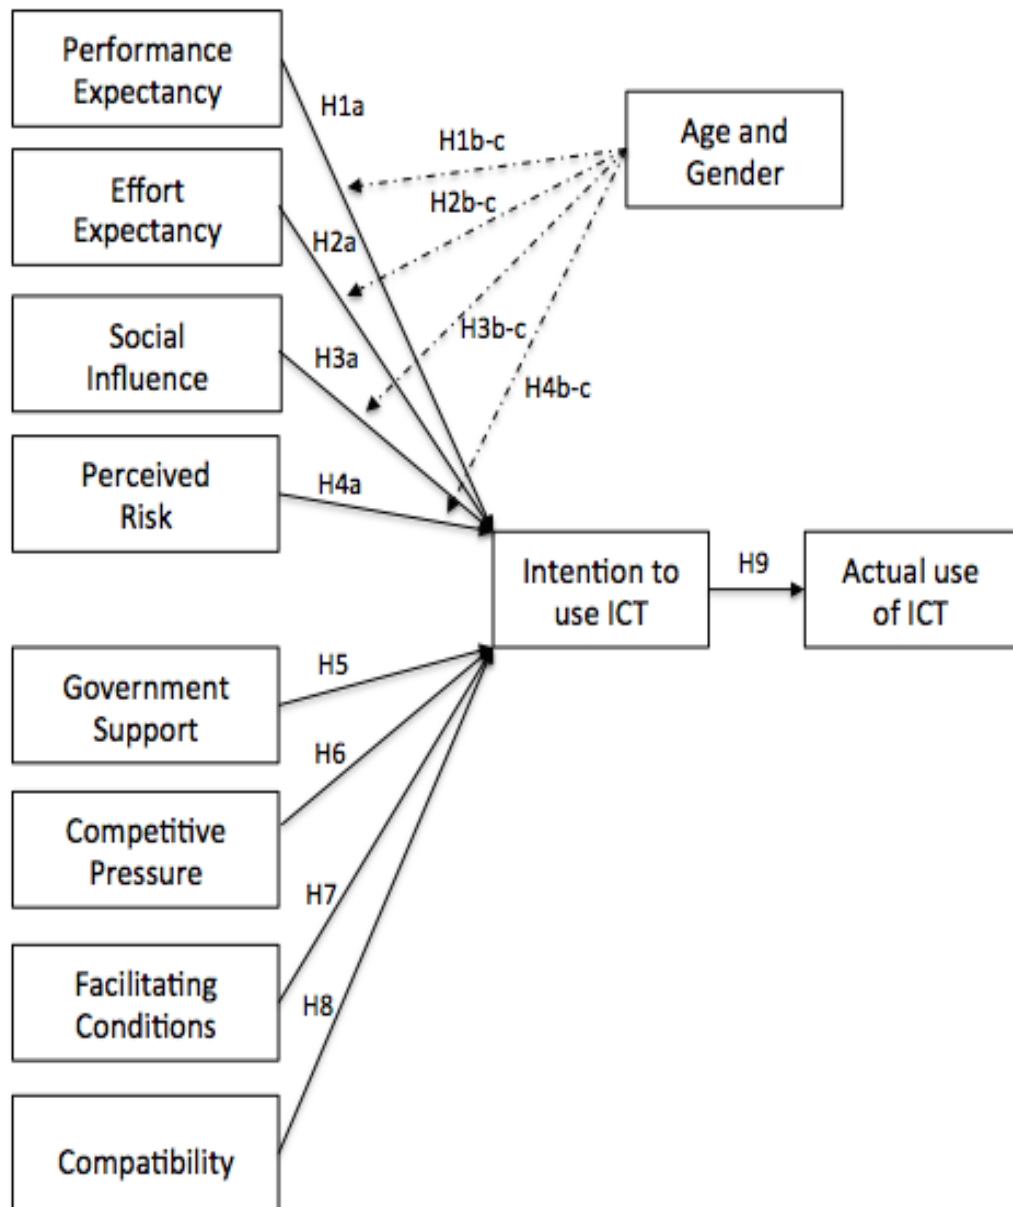 Performance
Expectancy
H1a
H1b-c
Age and
Gender
Effort
Expectancy
H2a
H2b-c
Social
Influence
H3a
H3b-c
H4b-c
Perceived
Risk
H4a
Intention to
use ICT
H9
Actual use
of ICT
Government
Support
H5
Competitive
Pressure
H6
Facilitating
Conditions
H7
Compatibility
H8